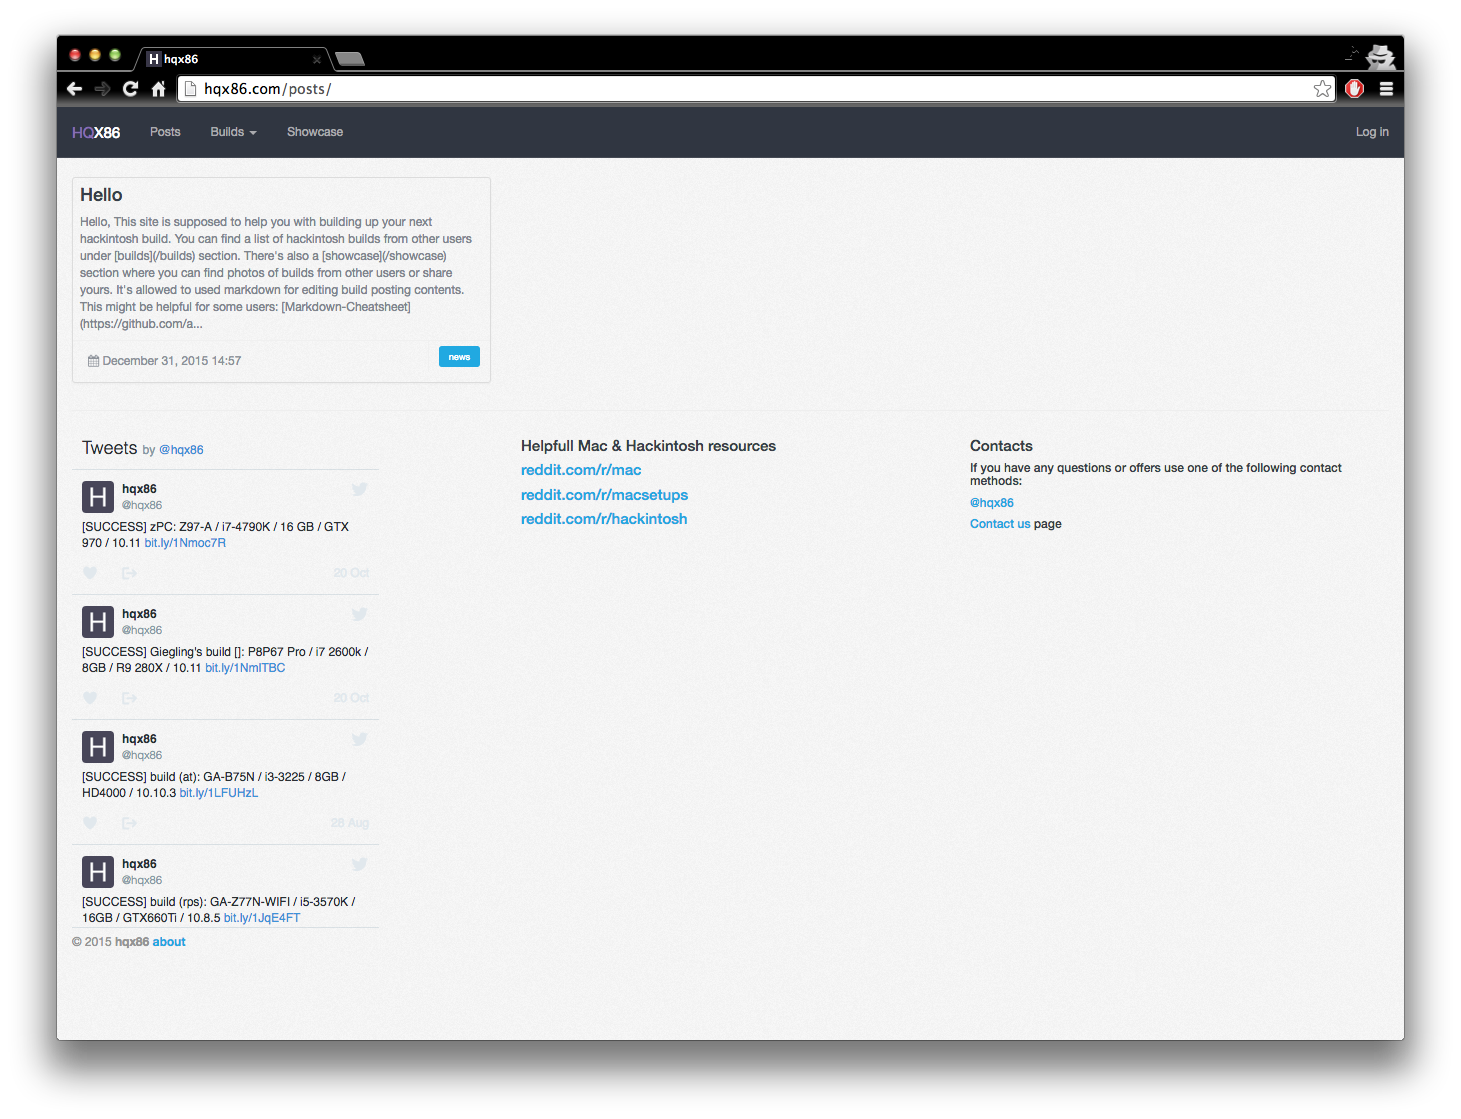 H hqx86
hqx86.com/posts/
HQX86 Posts Builds Showcase Log in
Hello
Hello, This site is supposed to help you with building up your next
hackintosh build. You can find a list of hackintosh builds from other users
under [builds](/builds) section. There's also a [showcase](/showcase)
section where you can find photos of builds from other users or share
yours. It's allowed to used markdown for editing build posting contents.
This might be helpful for some users: [Markdown-Cheatsheet]
(https://github.com/a...
December 31, 2015 14:57
news
Tweets by @hqx86
H hqx86
@hqx86
[SUCCESS] zPC: Z97-A / i7-4790K / 16 GB / GTX
970 / 10.11 bit.ly/1Nmoc7R
20 Oct
H hqx86
@hqx86
[SUCCESS] Giegling's build []: P8P67 Pro / i7 2600k /
8GB / R9 280X / 10.11 bit.ly/1NmITBC
20 Oct
H hqx86
@hqx86
[SUCCESS] build (at): GA-B75N / i3-3225 / 8GB /
HD4000 / 10.10.3 bit.ly/1LFUHzL
28 Aug
H hqx86
@hqx86
[SUCCESS] build (rps): GA-Z77N-WIFI / i5-3570K /
16GB / GTX660Ti / 10.8.5 bit.ly/1JqE4FT
Helpfull Mac & Hackintosh resources
reddit.com/r/mac
reddit.com/r/macsetups
reddit.com/r/hackintosh
Contacts
If you have any questions or offers use one of the following contact
methods:
@hqx86
Contact us page
© 2015 hqx86 about